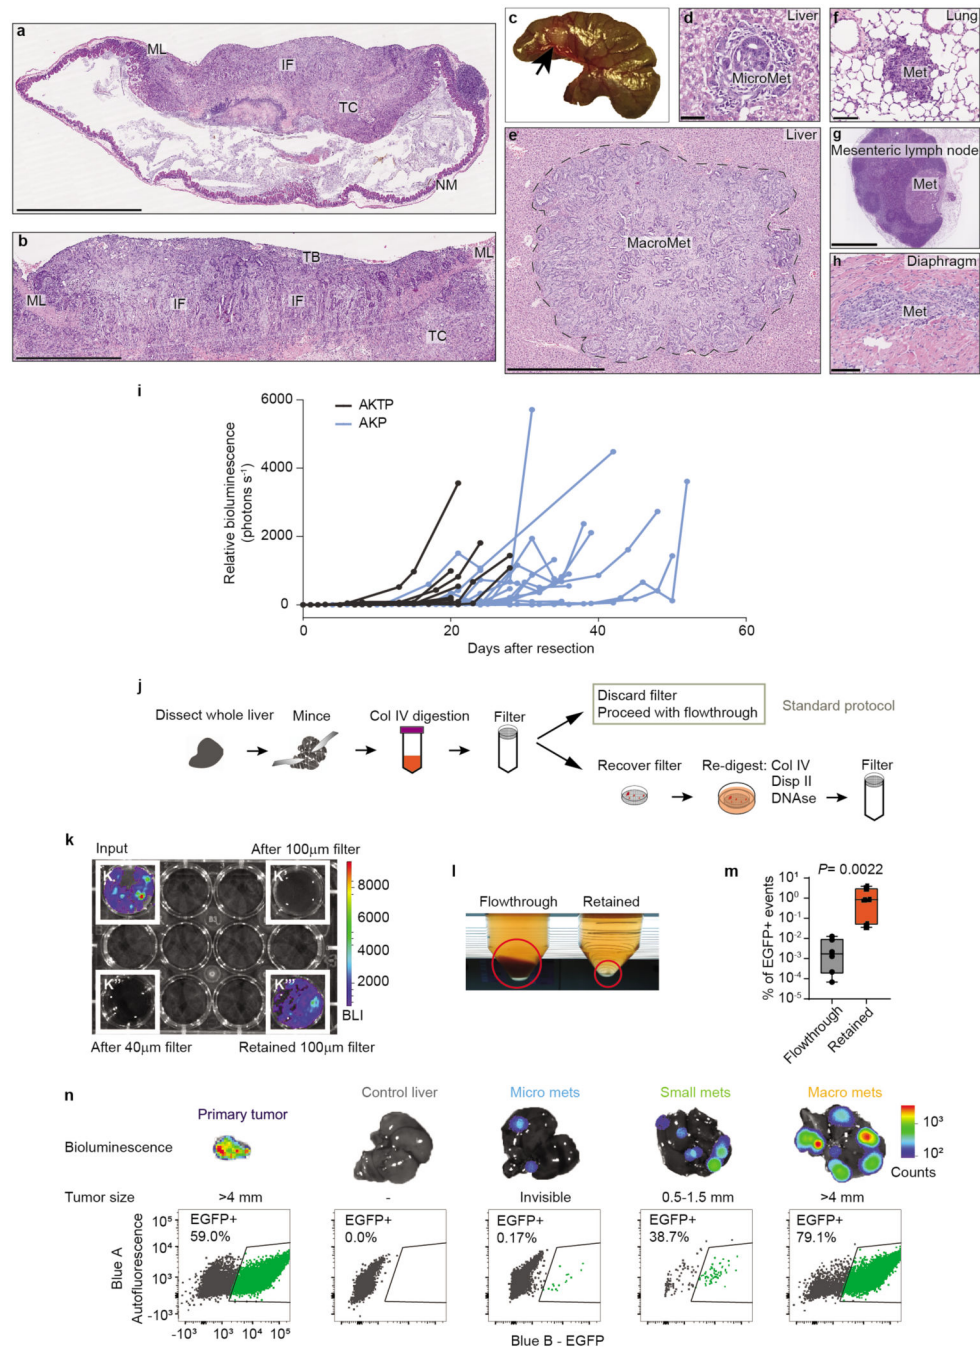 a
ML
IF
TC
NM
b
TB
ML
ML
IF
IF
TC
c
d
Liver
MicroMet
e
Liver
MacroMet
f
Lung
Met
g
Mesenteric lymph node
Met
h
Diaphragm
Met
i
AKTP
AKP
6000
4000
2000
0
Relative bioluminescence
(photons s⁻¹)
0 20 40 60
Days after resection
j
Dissect whole liver
Mince
Col IV digestion
Filter
Discard filter
Proceed with flowthrough
Standard protocol
Recover filter
Re-digest: Col IV
Disp II
DNAse
Filter
k
Input
After 100μm filter
K'
K''
K'''
8000
6000
4000
2000
BLI
After 40μm filter
Retained 100μm filter
l
Flowthrough
Retained
m
P= 0.0022
% of EGFP+ events
10¹
10⁰
10⁻¹
10⁻²
10⁻³
10⁻⁴
10⁻⁵
Flowthrough
Retained
n
Primary tumor
Control liver
Micro mets
Small mets
Macro mets
Bioluminescence
10³
10²
Counts
Tumor size
>4 mm
-
Invisible
0.5-1.5 mm
>4 mm
Blue A
Autofluorescence
10⁵
10⁴
10³
-10³
EGFP+
59.0%
EGFP+
0.0%
EGFP+
0.17%
EGFP+
38.7%
EGFP+
79.1%
-10³ 10³ 10⁴ 10⁵
Blue B - EGFP